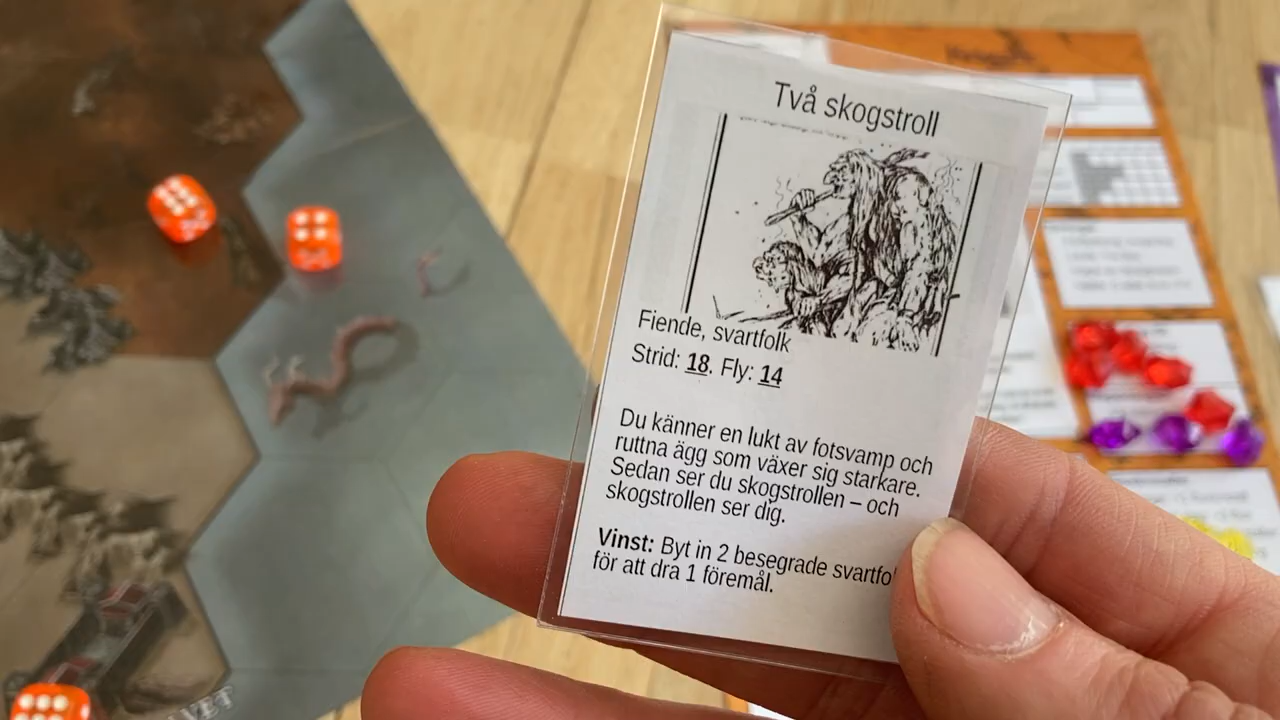 Två skogstroll
Fiende, svartfolk
Strid: 18. Fly: 14
Du känner en lukt av fotsvamp och
ruttna ägg som växer sig starkare.
Sedan ser du skogstrollen – och
skogstrollen ser dig.
Vinst: Byt in 2 besegrade
för att dra 1 föremål.